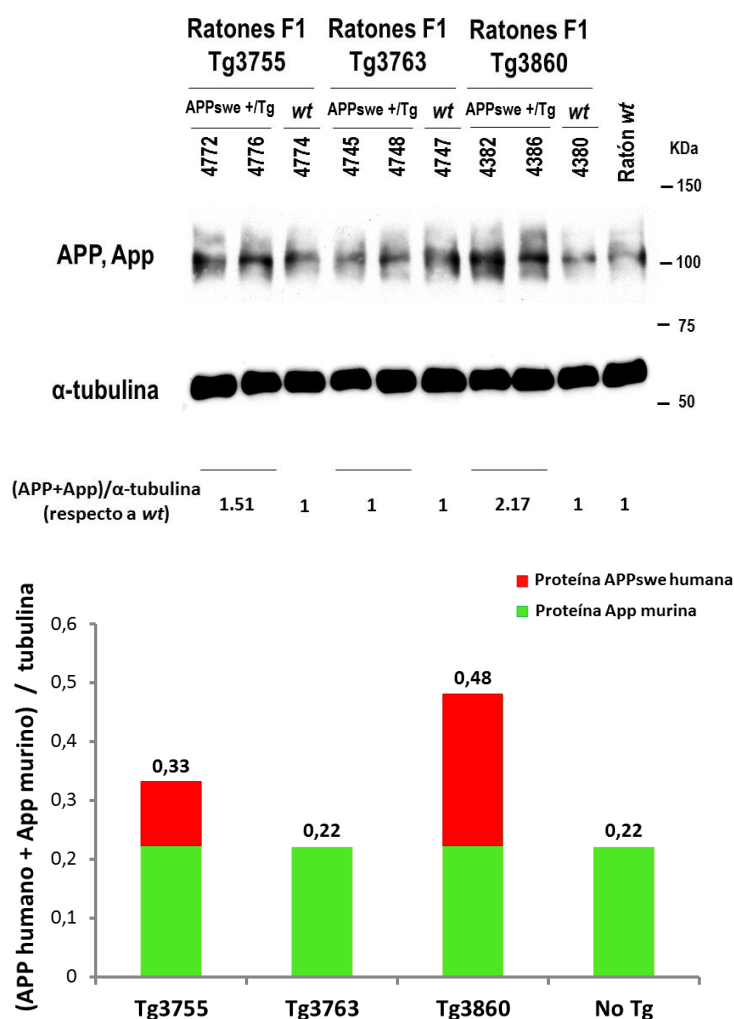 Ratones F1 Ratones F1 Ratones F1
Tg3755 Tg3763 Tg3860
APPswe +/Tg wt APPswe +/Tg wt APPswe +/Tg wt
4772 4776 4774 4745 4748 4747 4382 4386 4380 Ratón wt
KDa
150
APP, App
100
75
α-tubulina
50
(APP+App)/α-tubulina
(respecto a wt)
1.51 1 1 1 2.17 1 1
Proteína APPswe humana
Proteína App murina
(APP humano + App murino) / tubulina
0,6
0,5
0,4
0,3
0,2
0,1
0
0,33
0,22
0,48
0,22
Tg3755 Tg3763 Tg3860 No Tg